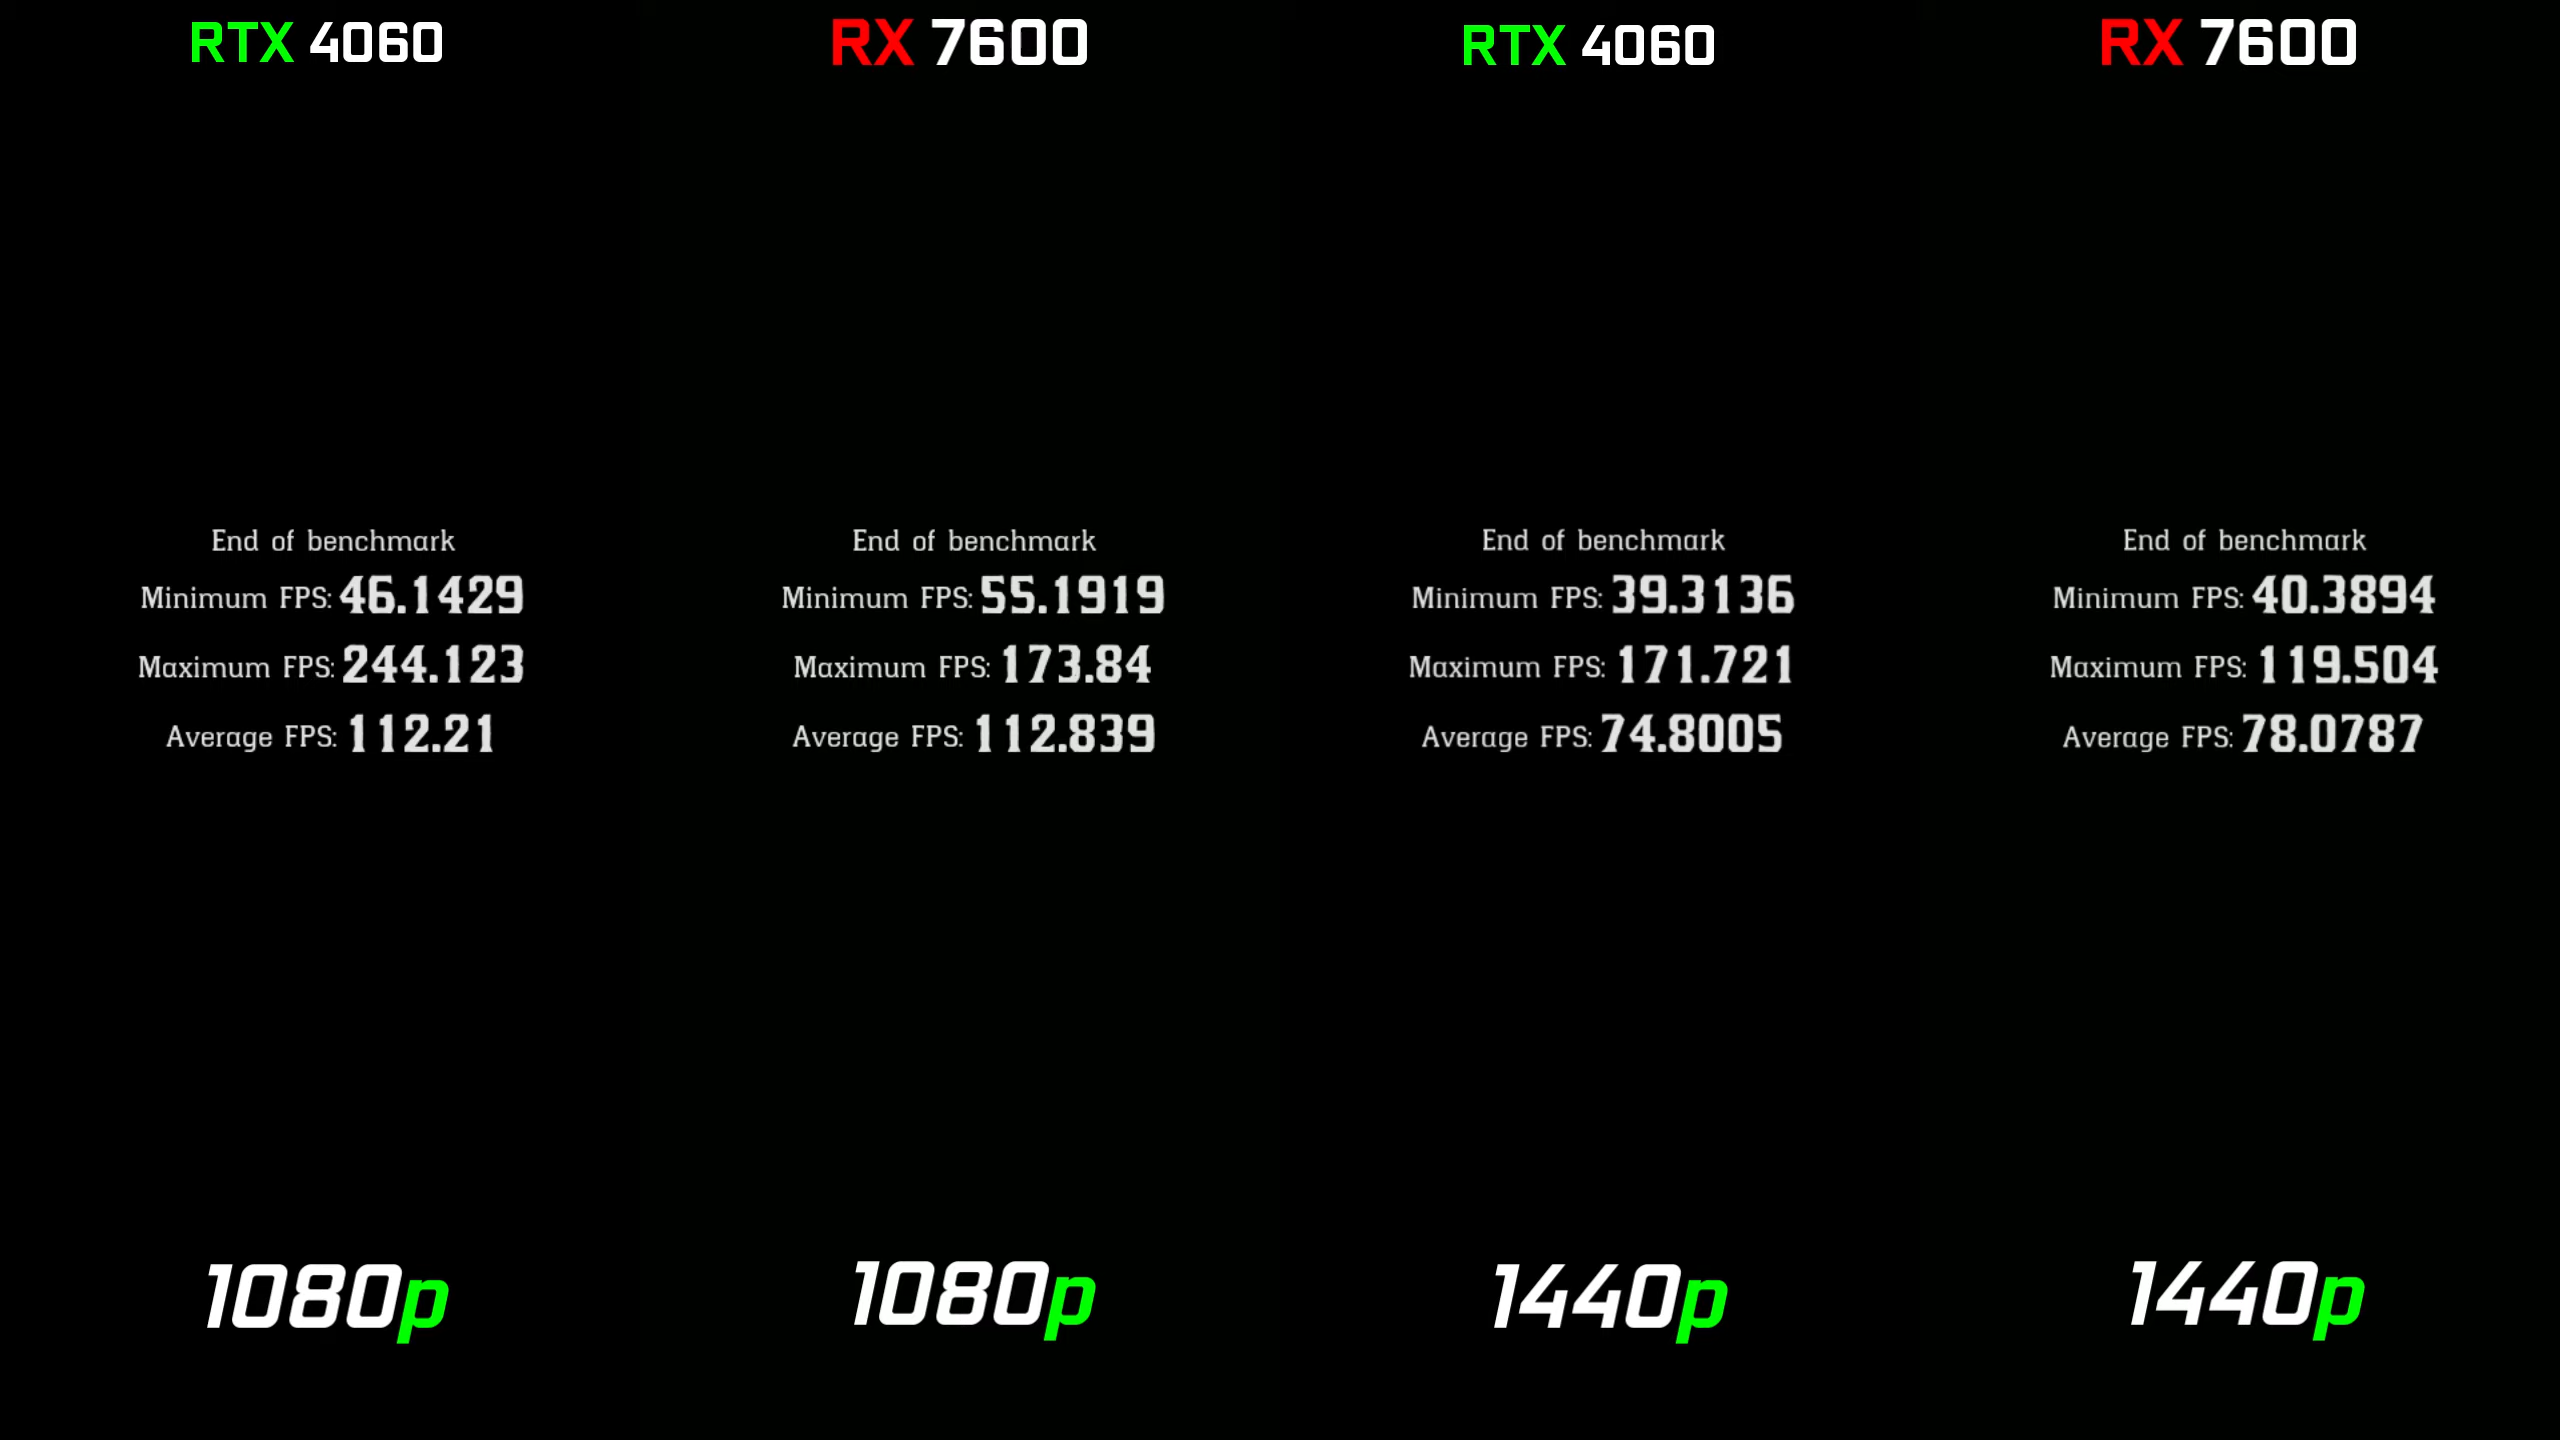 RTX 4060
End of benchmark
Minimum FPS: 46.1429
Maximum FPS: 244.123
Average FPS: 112.21
1080p
RX 7600
End of benchmark
Minimum FPS: 55.1919
Maximum FPS: 173.84
Average FPS: 112.839
1080p
RTX 4060
End of benchmark
Minimum FPS: 39.3136
Maximum FPS: 171.721
Average FPS: 74.8005
1440p
RX 7600
End of benchmark
Minimum FPS: 40.3894
Maximum FPS: 119.504
Average FPS: 78.0787
1440p